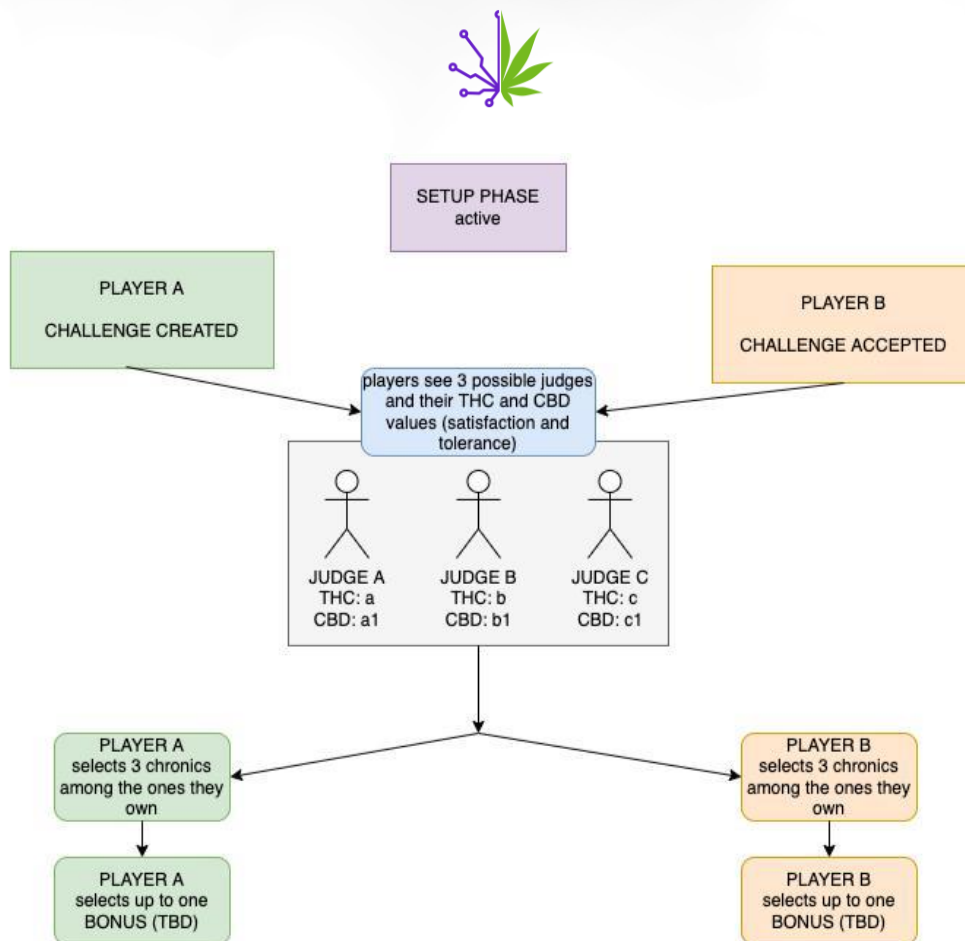 SETUP PHASE
active
PLAYER A
CHALLENGE CREATED
PLAYER B
CHALLENGE ACCEPTED
players see 3 possible judges
and their THC and CBD
values (satisfaction and
tolerance)
JUDGE A
THC: a
CBD: a1
JUDGE B
THC: b
CBD: b1
JUDGE C
THC: c
CBD: c1
PLAYER A
selects 3 chronics
among the ones they
own
PLAYER B
selects 3 chronics
among the ones they
own
PLAYER A
selects up to one
BONUS (TBD)
PLAYER B
selects up to one
BONUS (TBD)